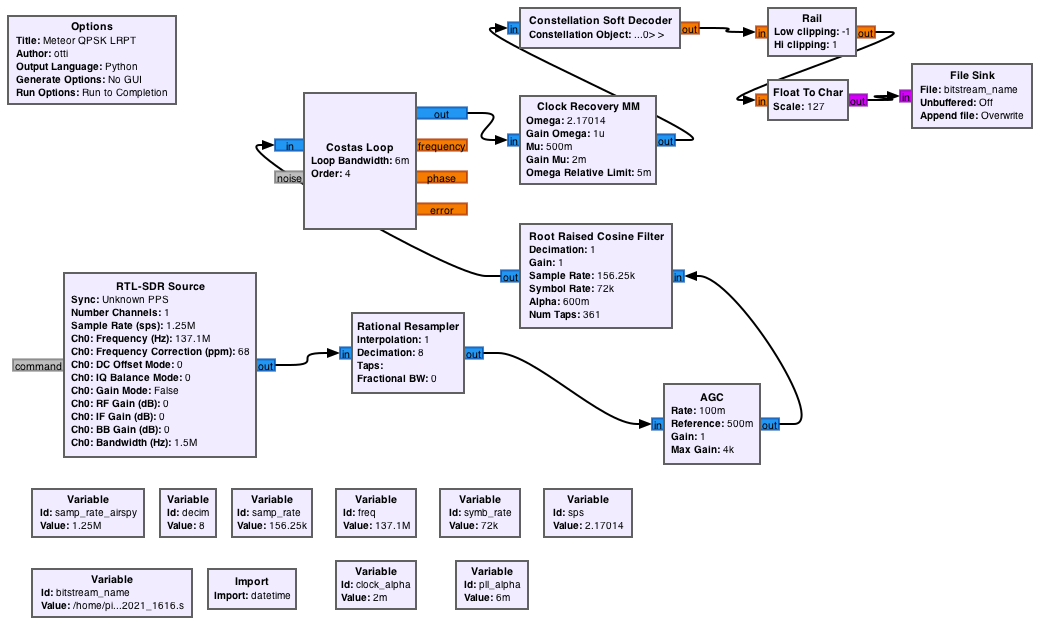 Options
Title: Meteor QPSK LRPT
Author: otti
Output Language: Python
Generate Options: No GUI
Run Options: Run to Completion
in
Constellation Soft Decoder
Constellation Object: ...0> >
out
in
Rail
Low clipping: -1
Hi clipping: 1
out
in
Float To Char
Scale: 127
out
in
File Sink
File: bitstream_name
Unbuffered: Off
Append file: Overwrite
in
noise
Costas Loop
Loop Bandwidth: 6m
Order: 4
out
frequency
phase
error
in
Clock Recovery MM
Omega: 2.17014
Gain Omega: 1u
Mu: 500m
Gain Mu: 2m
Omega Relative Limit: 5m
out
out
Root Raised Cosine Filter
Decimation: 1
Gain: 1
Sample Rate: 156.25k
Symbol Rate: 72k
Alpha: 600m
Num Taps: 361
in
command
RTL-SDR Source
Sync: Unknown PPS
Number Channels: 1
Sample Rate (sps): 1.25M
Ch0: Frequency (Hz): 137.1M
Ch0: Frequency Correction (ppm): 68
Ch0: DC Offset Mode: 0
Ch0: IQ Balance Mode: 0
Ch0: Gain Mode: False
Ch0: RF Gain (dB): 0
Ch0: IF Gain (dB): 0
Ch0: BB Gain (dB): 0
Ch0: Bandwidth (Hz): 1.5M
out
in
Rational Resampler
Interpolation: 1
Decimation: 8
Taps:
Fractional BW: 0
out
in
AGC
Rate: 100m
Reference: 500m
Gain: 1
Max Gain: 4k
out
Variable
Id: samp_rate_airspy
Value: 1.25M
Variable
Id: decim
Value: 8
Variable
Id: samp_rate
Value: 156.25k
Variable
Id: freq
Value: 137.1M
Variable
Id: symb_rate
Value: 72k
Variable
Id: sps
Value: 2.17014
Variable
Id: bitstream_name
Value: /home/pi...2021_1616.s
Import
Import: datetime
Variable
Id: clock_alpha
Value: 2m
Variable
Id: pll_alpha
Value: 6m